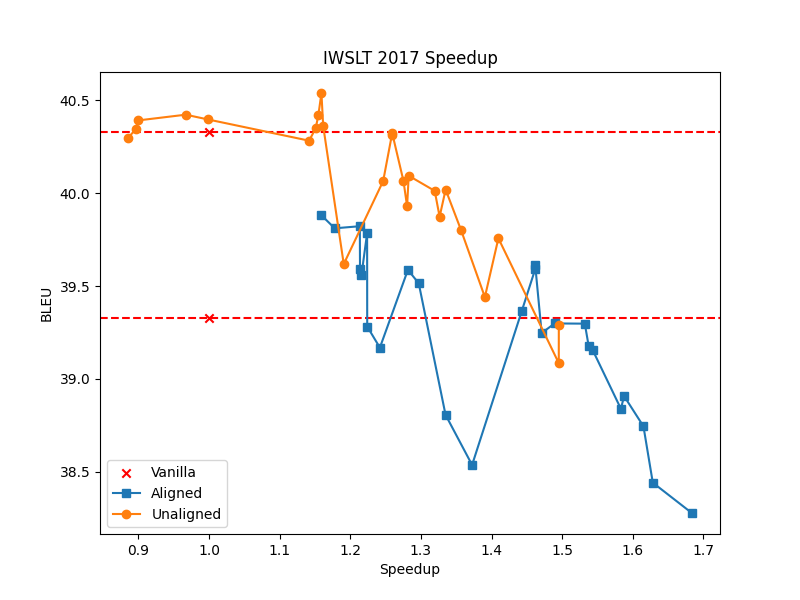 IWSLT 2017 Speedup
BLEU
40.5
40.0
39.5
39.0
38.5
Vanilla
Aligned
Unaligned
0.9 1.0 1.1 1.2 1.3 1.4 1.5 1.6 1.7
Speedup